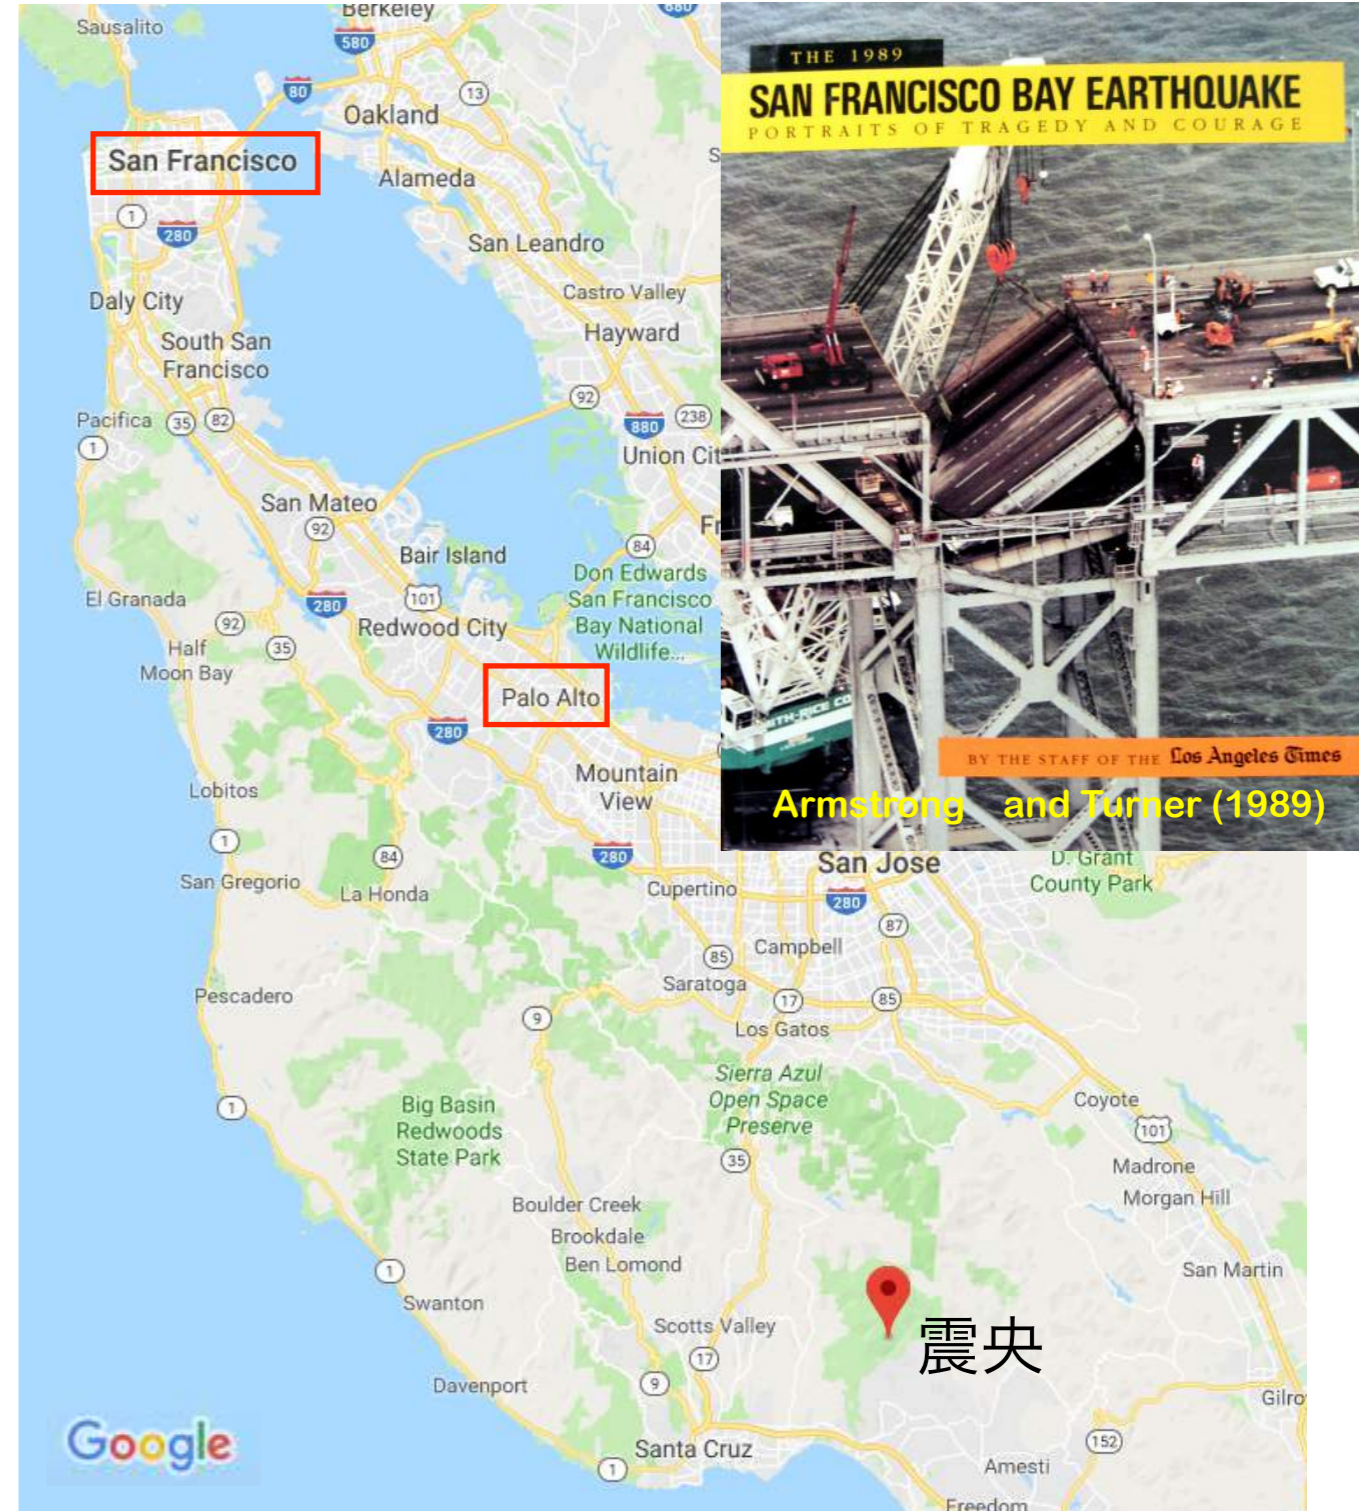 Sausalito
Berkeley
580
680
80
13
Oakland
San Francisco
Alameda
1
280
San Leandro
Daly City
Castro Valley
Hayward
South San
Francisco
92
Pacifica
35
82
880
238
1
Union Cit
San Mateo
92
Fr
Bair Island
84
Don Edwards
San Francisco
Bay National
Wildlife...
El Granada
280
101
92
Redwood City
Half
Moon Bay
35
Palo Alto
280
Mountain
View
Lobitos
1
84
280
San Jose
D. Grant
County Park
San Gregorio
La Honda
Cupertino
280
87
Campbell
85
Saratoga
Pescadero
17
85
9
Los Gatos
Sierra Azul
Open Space
Preserve
Coyote
1
Big Basin
Redwoods
State Park
101
35
Madrone
Morgan Hill
Boulder Creek
Brookdale
Ben Lomond
1
San Martin
Swanton
Scotts Valley
震央
17
Davenport
9
Gilro
Google
Santa Cruz
152
1
Amesti
Freedom
THE 1989
SAN FRANCISCO BAY EARTHQUAKE
PORTRAITS OF TRAGEDY AND COURAGE
ITH-RICE CO
BY THE STAFF OF THE Los Angeles Times
Armstrong and Turner (1989)